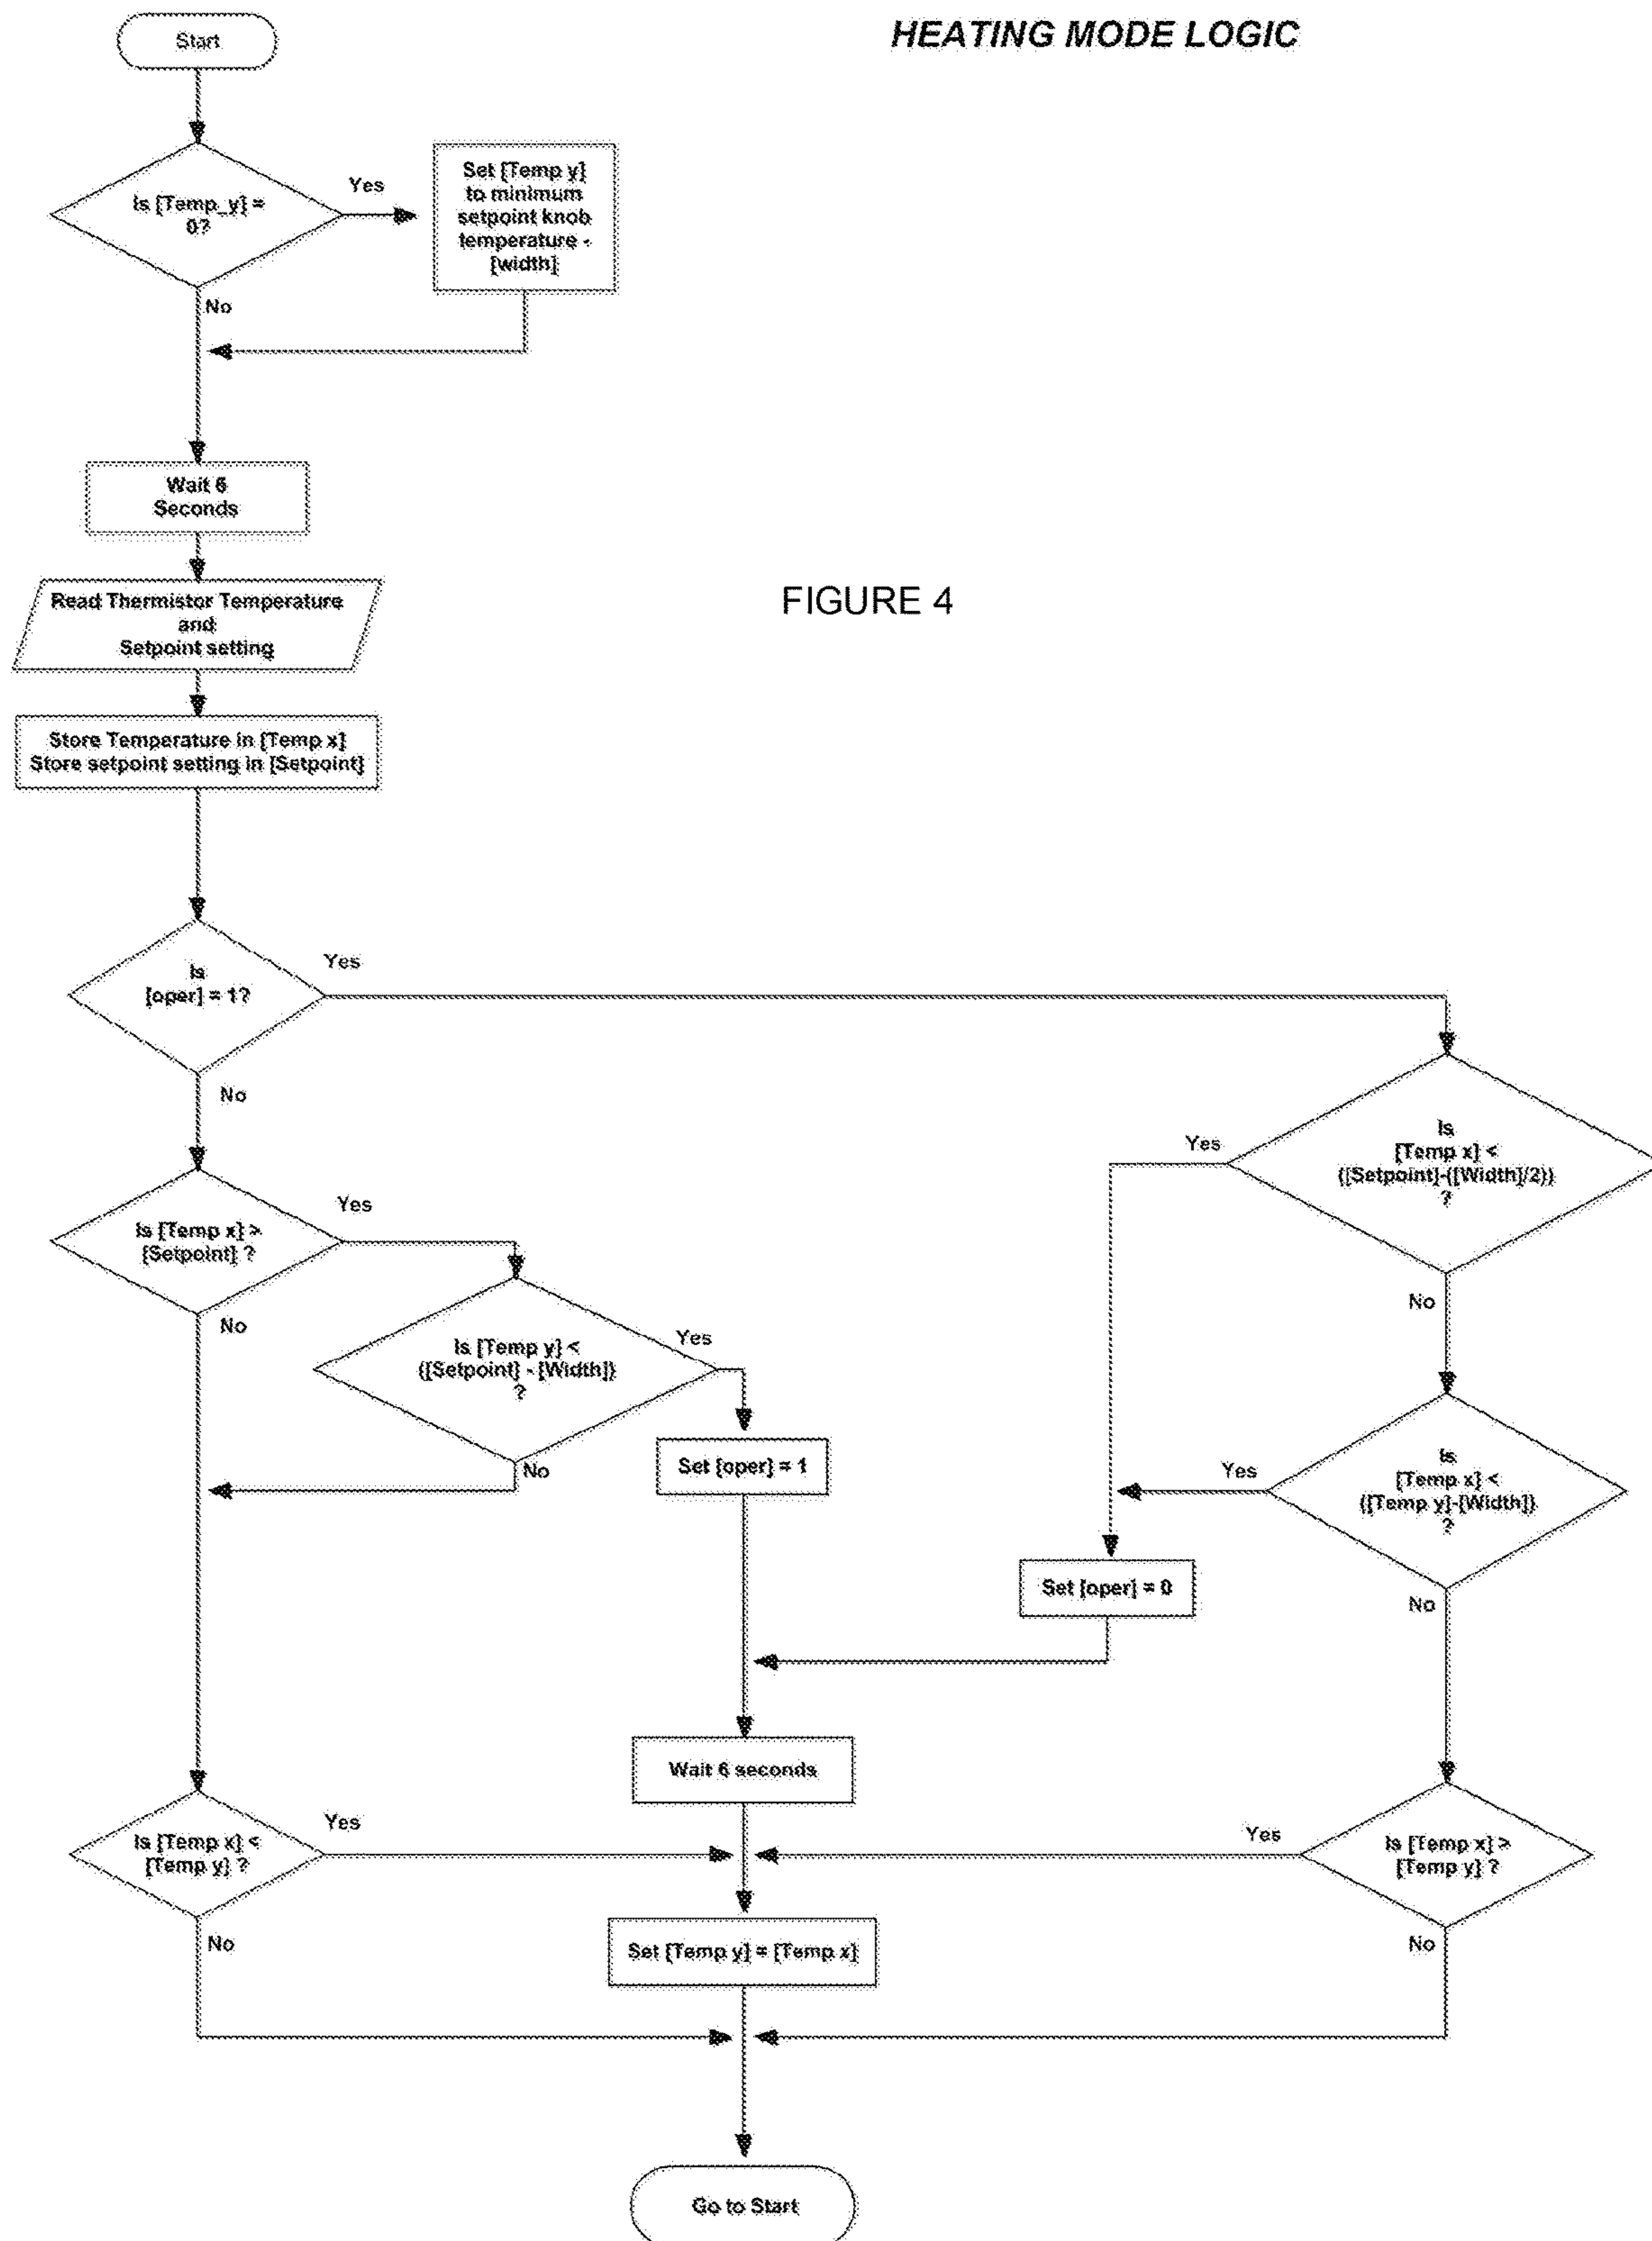 HEATING MODE LOGIC
Start
Is [Temp_y] =
0?
Yes
Set [Temp y]
to minimum
setpoint knob
temperature -
[width]
No
Wait 6
Seconds
Read Thermistor Temperature
and
Setpoint setting
FIGURE 4
Store Temperature in [Temp x]
Store setpoint setting in [Setpoint]
Is
[oper] = 1?
Yes
No
Is
[Temp x] <
([Setpoint]-([Width]/2))
?
Yes
No
Is [Temp x] >
[Setpoint] ?
Yes
No
Is [Temp y] <
([Setpoint] - [Width])
?
Yes
No
Set [oper] = 1
Is
[Temp x] <
([Temp y]-[Width])
?
Yes
No
Set [oper] = 0
Wait 6 seconds
Is [Temp x] <
[Temp y] ?
Yes
No
Is [Temp x] >
[Temp y] ?
Yes
No
Set [Temp y] = [Temp x]
Go to Start